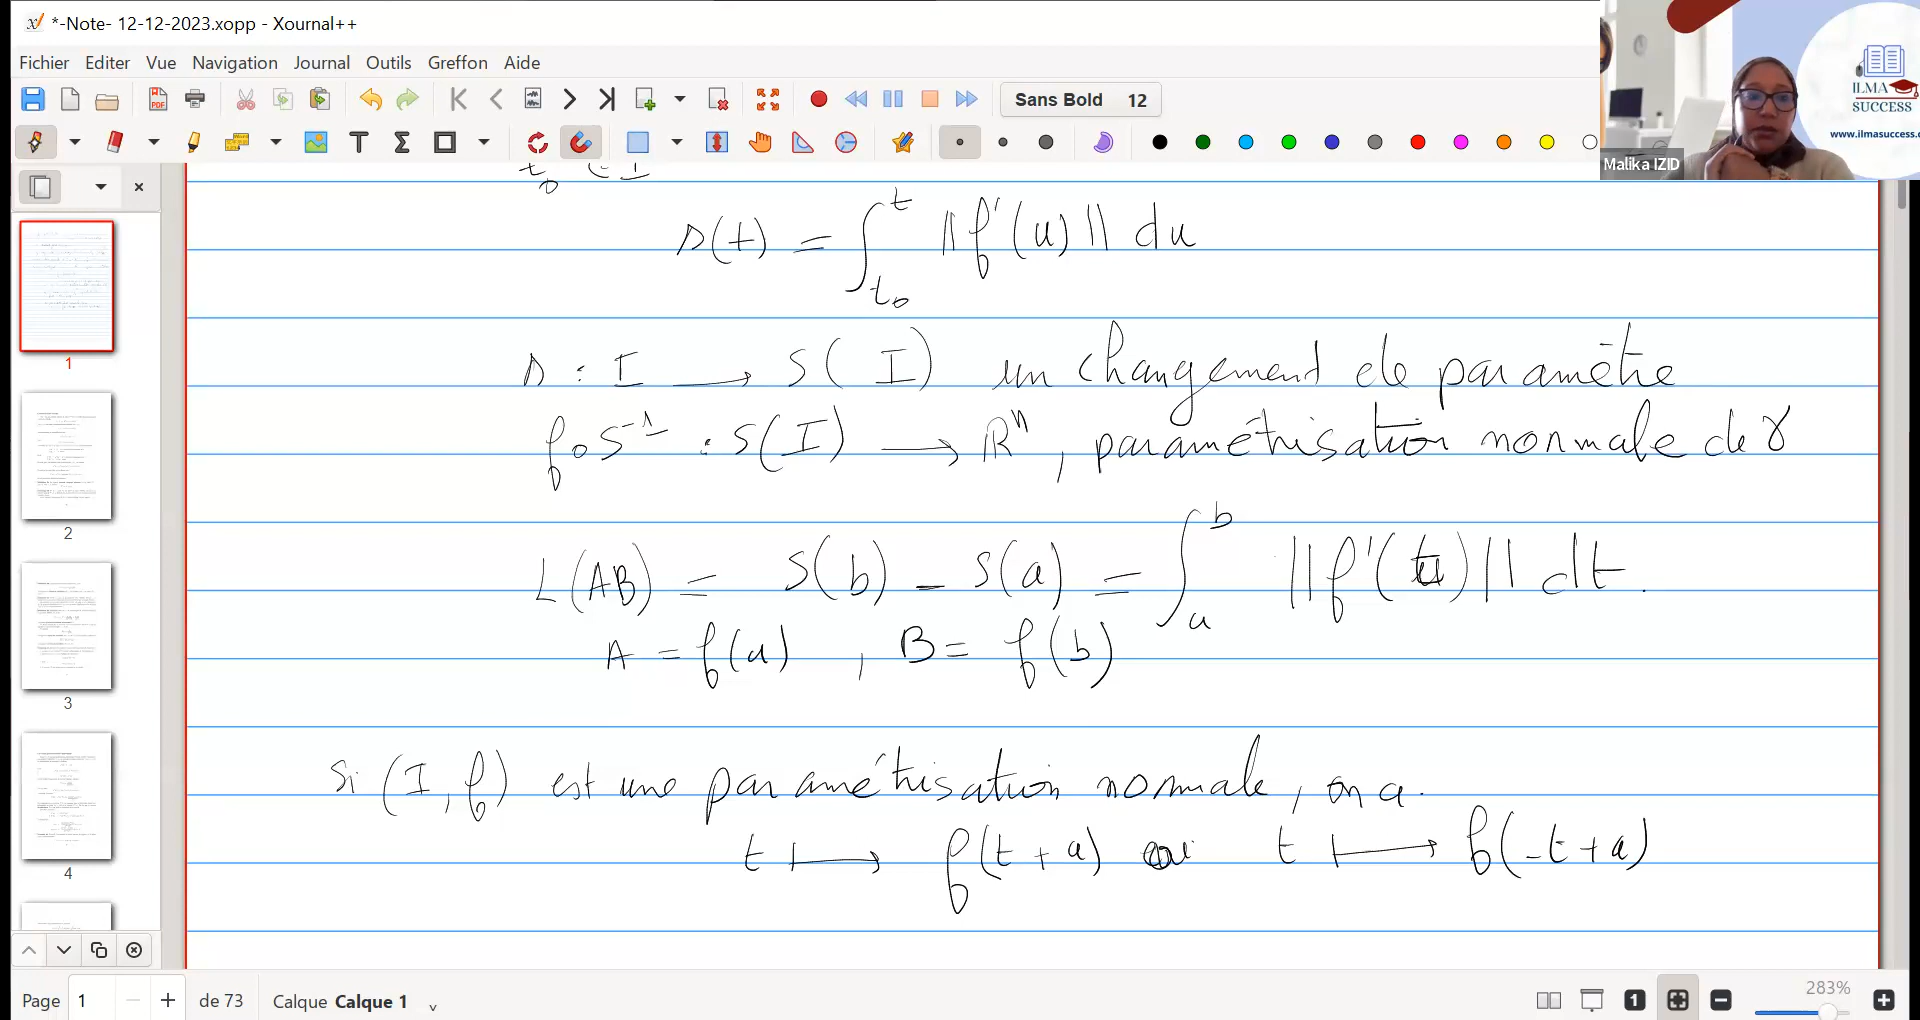 *-Note- 12-12-2023.xopp - Xournal++
Fichier Editer Vue Navigation Journal Outils Greffon Aide
Sans Bold 12
ILMA
SUCCESS
www.ilmasuccess.c
Malika IZID
t₀ ∈ I
s(t) = ∫_{t₀}^{t} ||f'(u)|| du
s : I → S(I) un changement de paramètre
f∘S⁻¹ : S(I) → ℝⁿ, paramétrisation normale de γ
L(AB) = S(b) - S(a) = ∫_{a}^{b} ||f'(u)|| dt.
A = f(a) , B = f(b)
Si (I, f) est une paramétrisation normale, on a.
t ↦ f(t + a) ou t ↦ f(-t + a)
1
2
3
4
Page 1 de 73 Calque Calque 1
283%